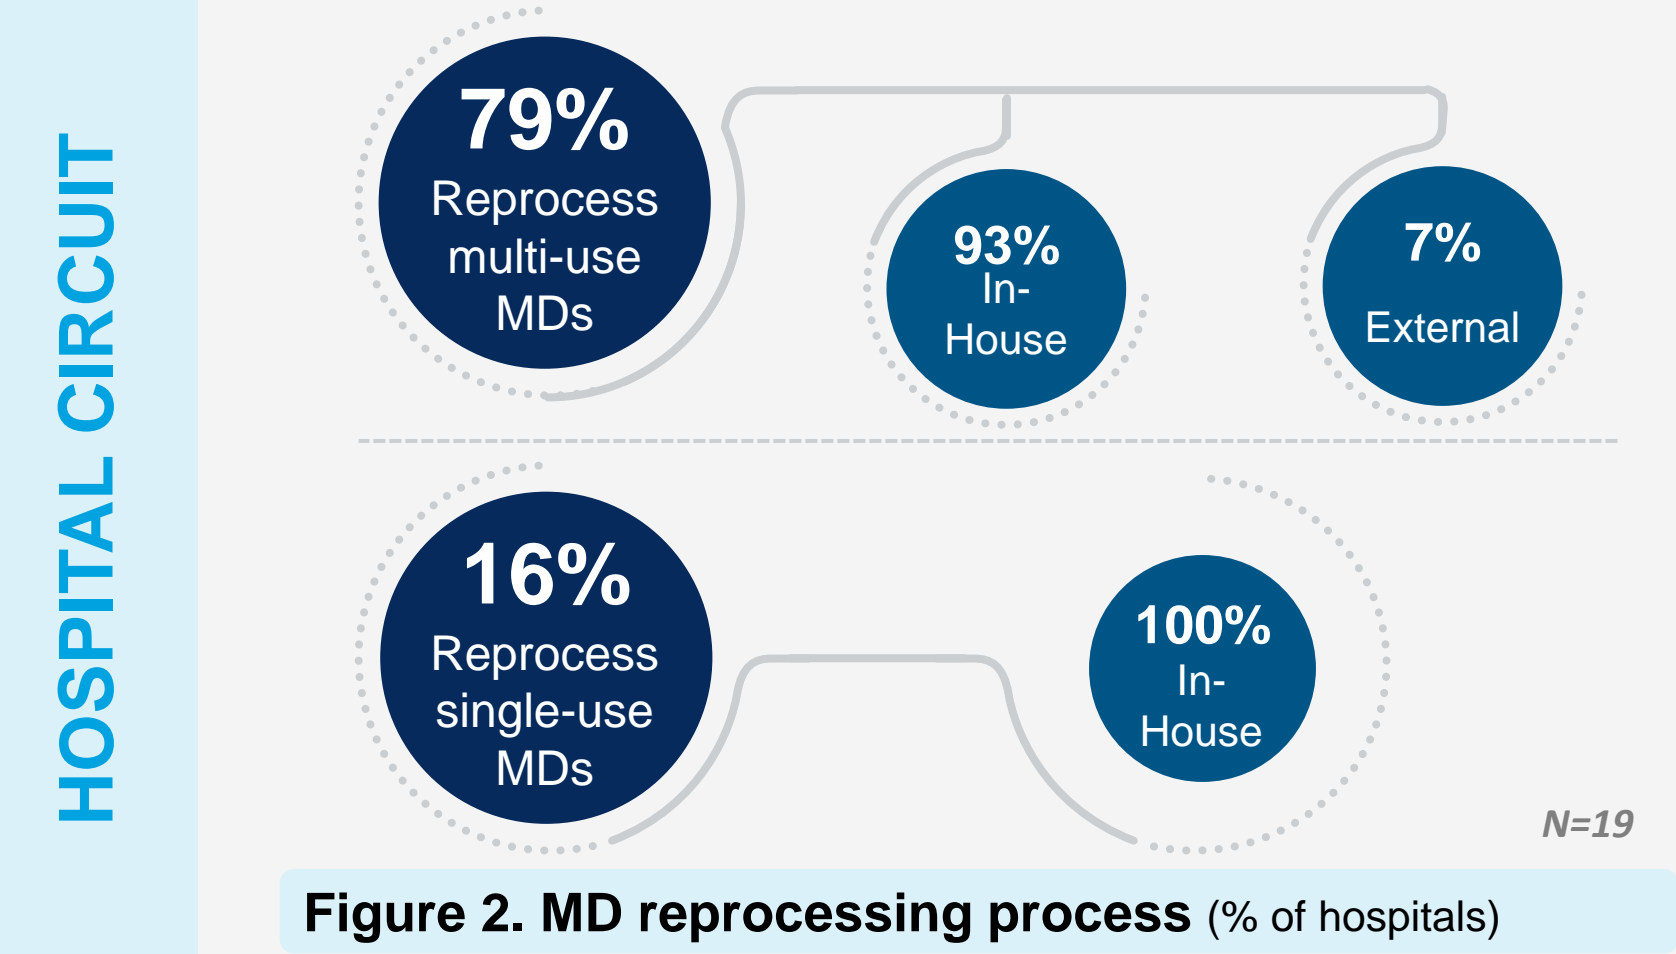 HOSPITAL CIRCUIT
79%
Reprocess
multi-use
MDs
93%
In-
House
7%
External
16%
Reprocess
single-use
MDs
100%
In-
House
N=19
Figure 2. MD reprocessing process (% of hospitals)